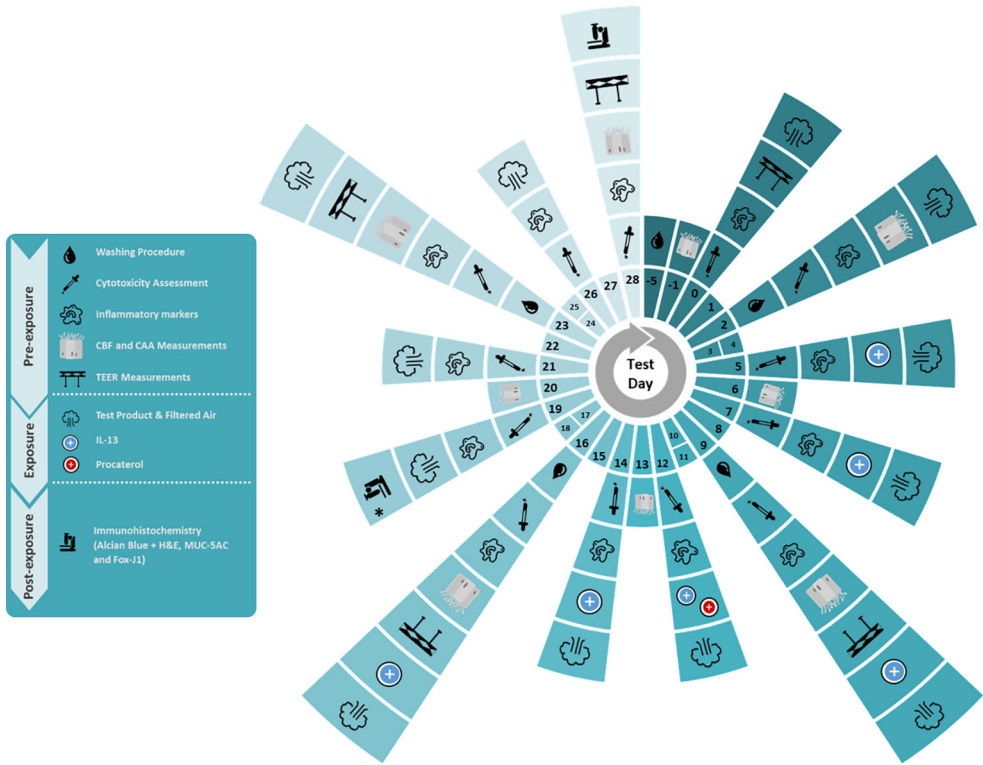 Pre-exposure
Washing Procedure
Cytotoxicity Assessment
Inflammatory markers
CBF and CAA Measurements
TEER Measurements
Exposure
Test Product & Filtered Air
IL-13
Procaterol
Post-exposure
Immunohistochemistry
(Alcian Blue + H&E, MUC-5AC
and Fox-J1)
Test
Day
-5
-1
0
1
2
3
4
5
6
7
8
9
10
11
12
13
14
15
16
17
18
19
20
21
22
23
24
25
26
27
28
*